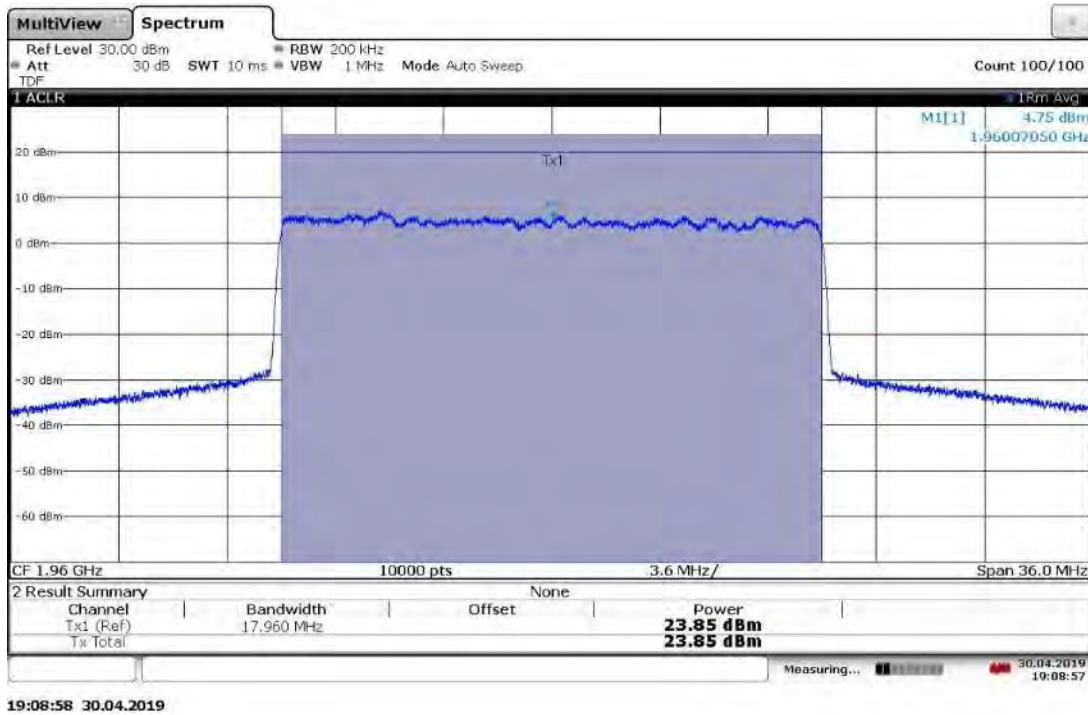 MultiView Spectrum
Ref Level 30.00 dBm RBW 200 kHz
Att 30 dB SWT 10 ms VBW 1 MHz Mode Auto Sweep Count 100/100
TDF
1 ACLR 1Rm Avg
M1[1] 4.75 dBm
1.96007050 GHz
20 dBm
Tx1
10 dBm
0 dBm
-10 dBm
-20 dBm
-30 dBm
-40 dBm
-50 dBm
-60 dBm
CF 1.96 GHz 10000 pts 3.6 MHz/ Span 36.0 MHz
2 Result Summary None
Channel Bandwidth Offset Power
Tx1 (Ref) 17.960 MHz 23.85 dBm
Tx Total 23.85 dBm
Measuring... 30.04.2019
19:08:57
19:08:58 30.04.2019